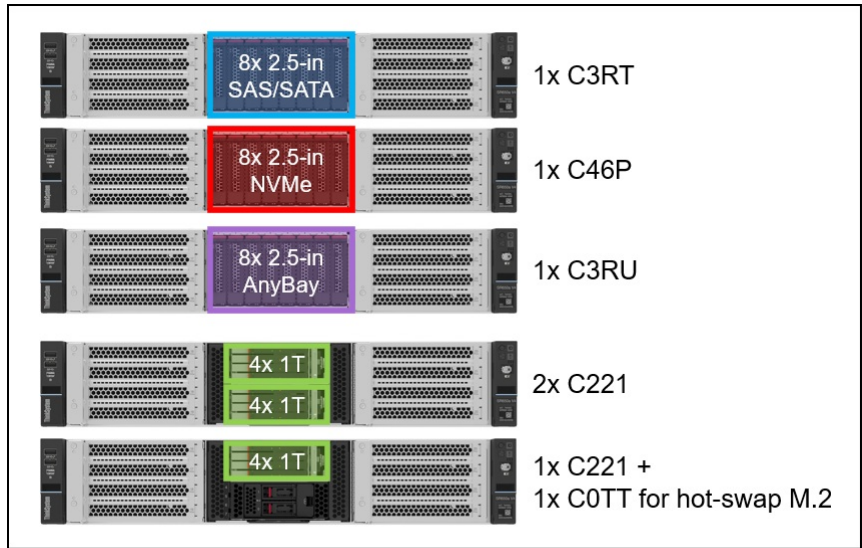 8x 2.5-in
SAS/SATA
1x C3RT
8x 2.5-in
NVMe
1x C46P
8x 2.5-in
AnyBay
1x C3RU
4x 1T
4x 1T
2x C221
4x 1T
1x C221 +
1x C0TT for hot-swap M.2